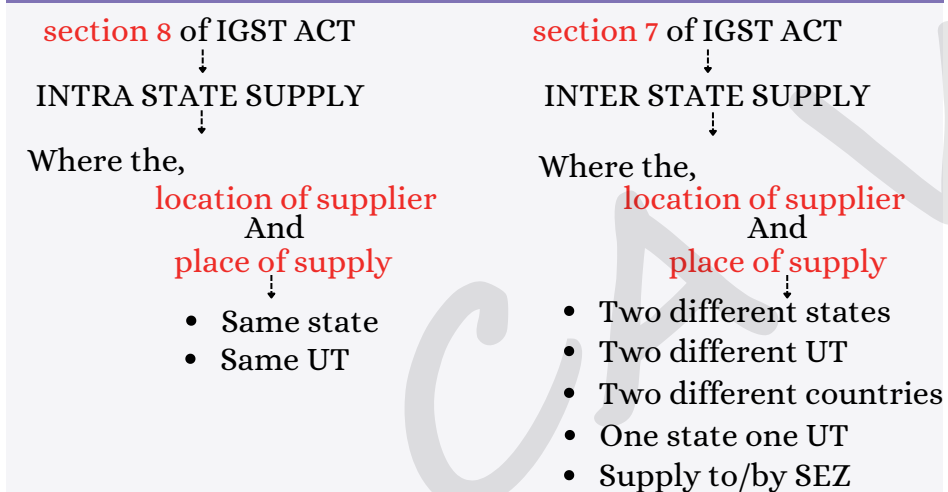 section 8 of IGST ACT
INTRA STATE SUPPLY
Where the,
location of supplier
And
place of supply
• Same state
• Same UT
section 7 of IGST ACT
INTER STATE SUPPLY
Where the,
location of supplier
And
place of supply
• Two different states
• Two different UT
• Two different countries
• One state one UT
• Supply to/by SEZ
CA